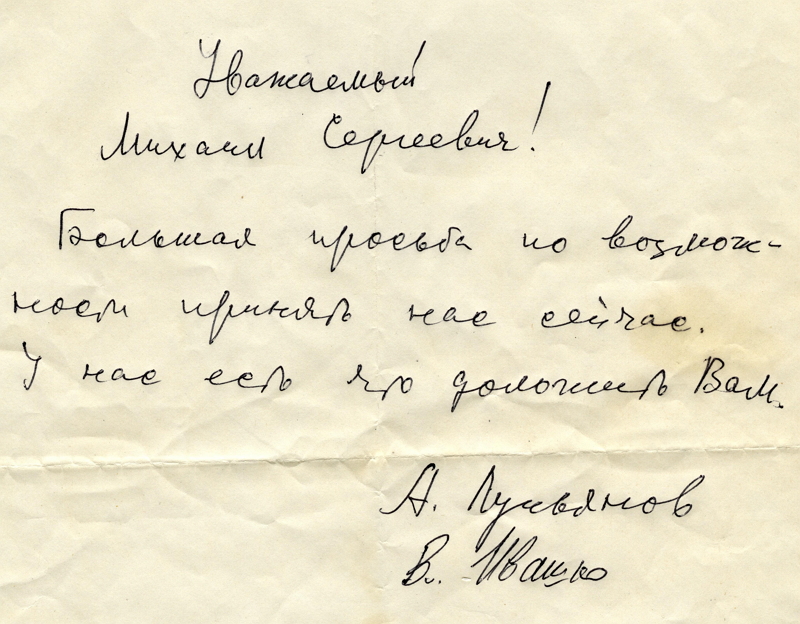 Уважаемый
Михаил Сергеевич!
Большая просьба по возмож-
ности принять нас сейчас.
У нас есть что доложить Вам.
А. Лукьянов
В. Ивашко